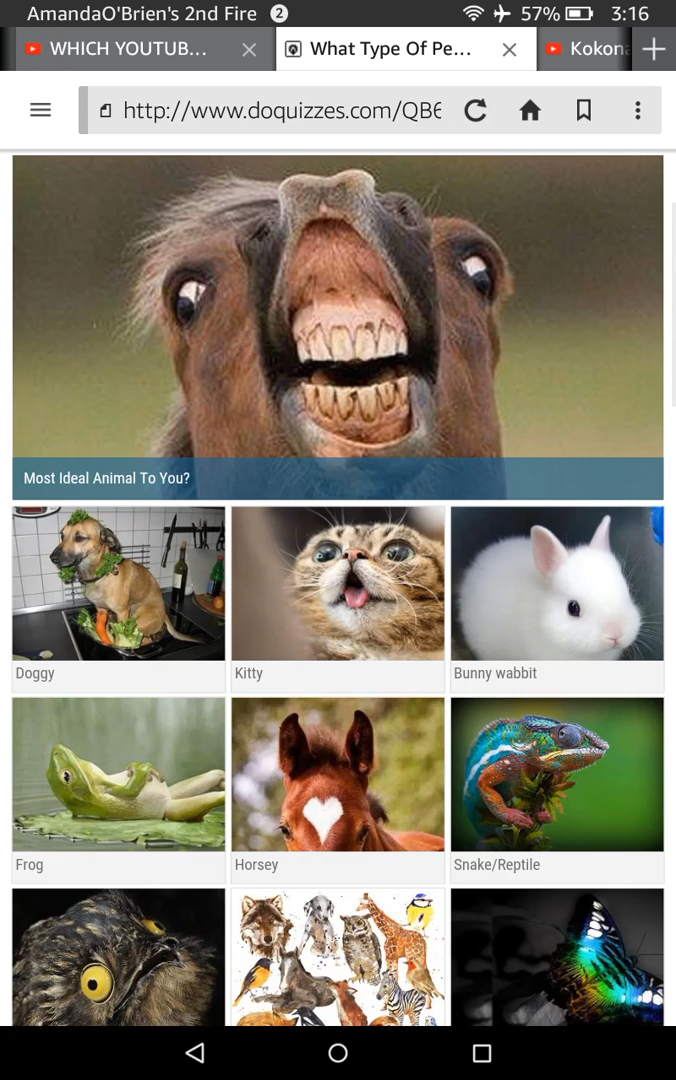 AmandaO'Brien's 2nd Fire 2 57% 3:16
WHICH YOUTUB... What Type Of Pe... Kokona
http://www.doquizzes.com/QB6
Most Ideal Animal To You?
Doggy Kitty Bunny wabbit
Frog Horsey Snake/Reptile